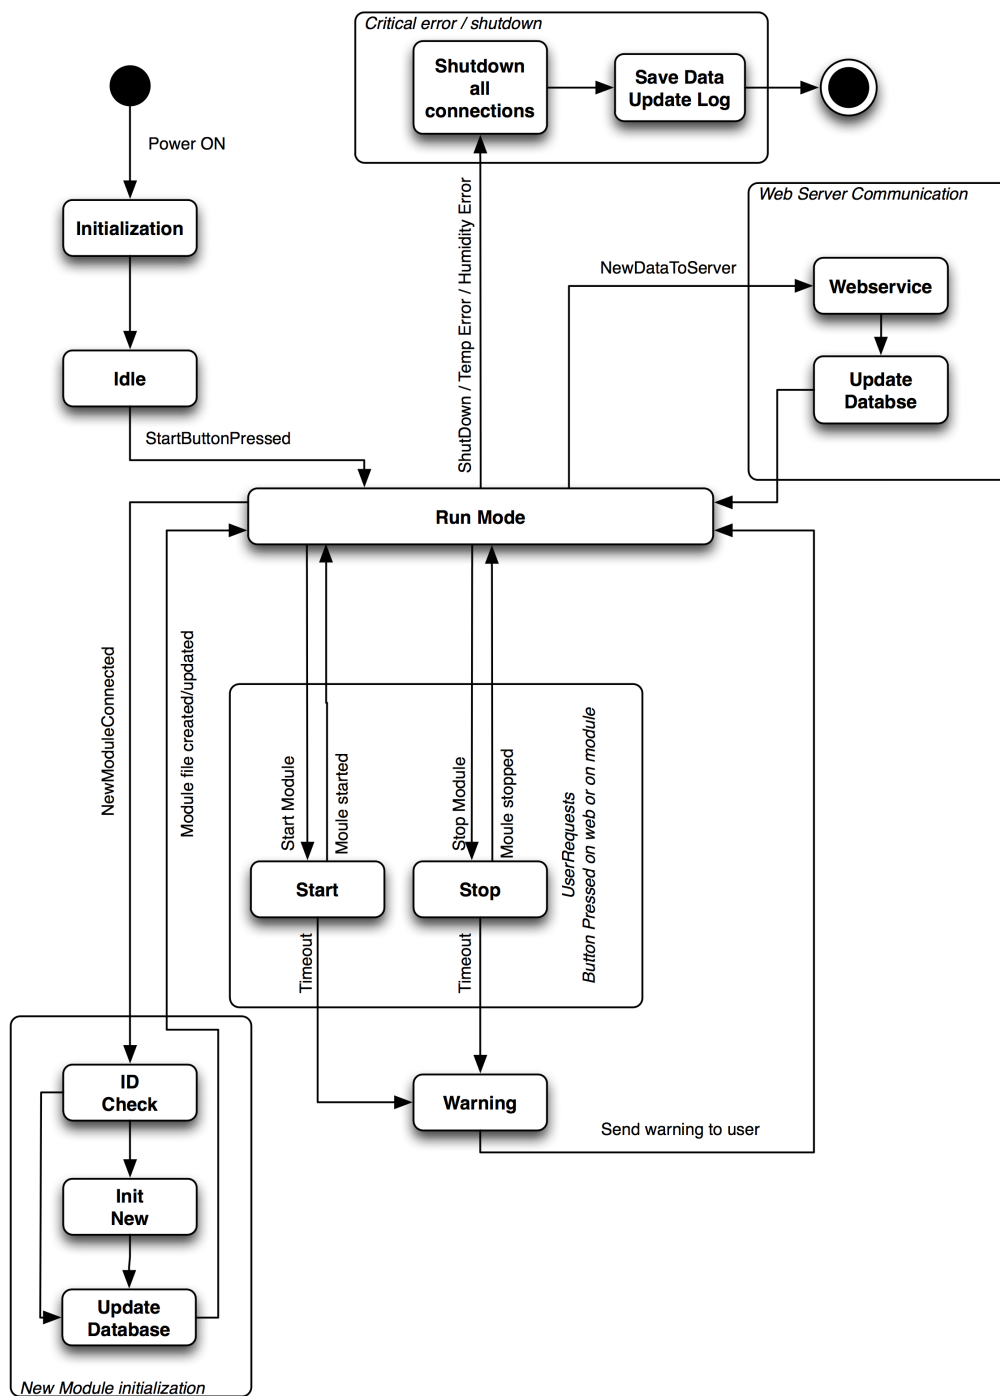 Critical error / shutdown
Shutdown
all
connections
Save Data
Update Log
Power ON
Web Server Communication
Initialization
ShutDown / Temp Error / Humidity Error
NewDataToServer
Webservice
Idle
Update
Databse
StartButtonPressed
Run Mode
NewModuleConnected
Module file created/updated
Start Module
Moule started
Stop Module
Moule stopped
UserRequests
Button Pressed on web or on module
Start
Stop
Timeout
Timeout
ID
Check
Warning
Send warning to user
Init
New
Update
Database
New Module initialization